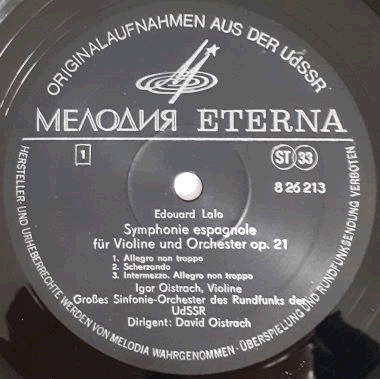 ORIGINALAUFNAHMEN AUS DER UdSSR
МЕЛОДИЯ ETERNA
1
ST 33
8 26 213
Edouard Lalo
Symphonie espagnole
für Violine und Orchester op. 21
1. Allegro non troppo
2. Scherzando
3. Intermezzo. Allegro non troppo
Igor Oistrach, Violine
Großes Sinfonie-Orchester des Rundfunks der
UdSSR
Dirigent: David Oistrach
HERSTELLER- UND URHEBERRECHTE WERDEN VON MELODIA WAHRGENOMMEN · ÜBERSPIELUNG UND RUNDFUNKSENDUNG VERBOTEN